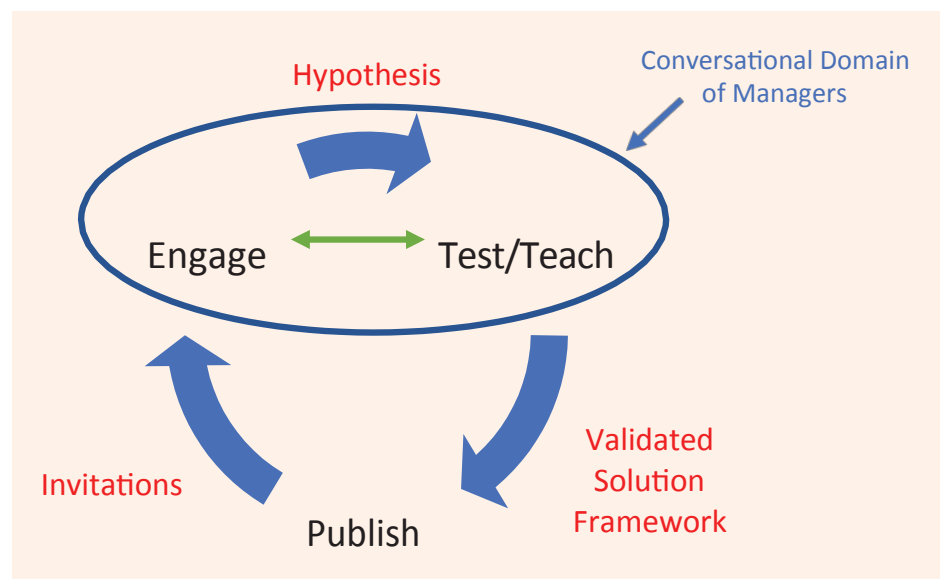 Hypothesis
Conversational Domain
of Managers
Engage
Test/Teach
Invitations
Validated
Solution
Framework
Publish